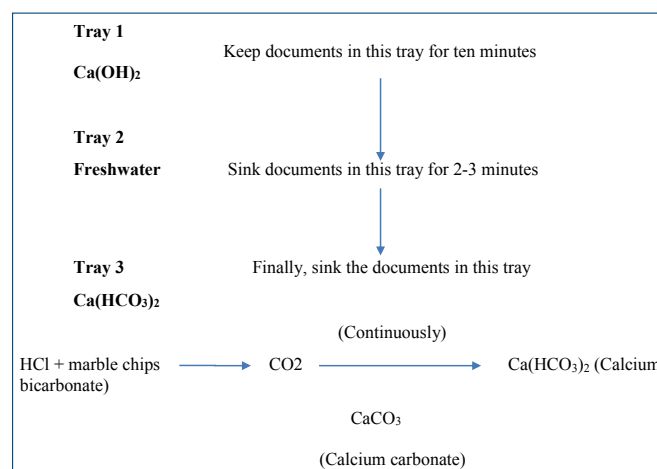 Tray 1
Keep documents in this tray for ten minutes
Ca(OH)₂
Tray 2
Freshwater Sink documents in this tray for 2-3 minutes
Tray 3 Finally, sink the documents in this tray
Ca(HCO₃)₂
(Continuously)
HCl + marble chips CO2 Ca(HCO₃)₂ (Calcium
bicarbonate)
CaCO₃
(Calcium carbonate)